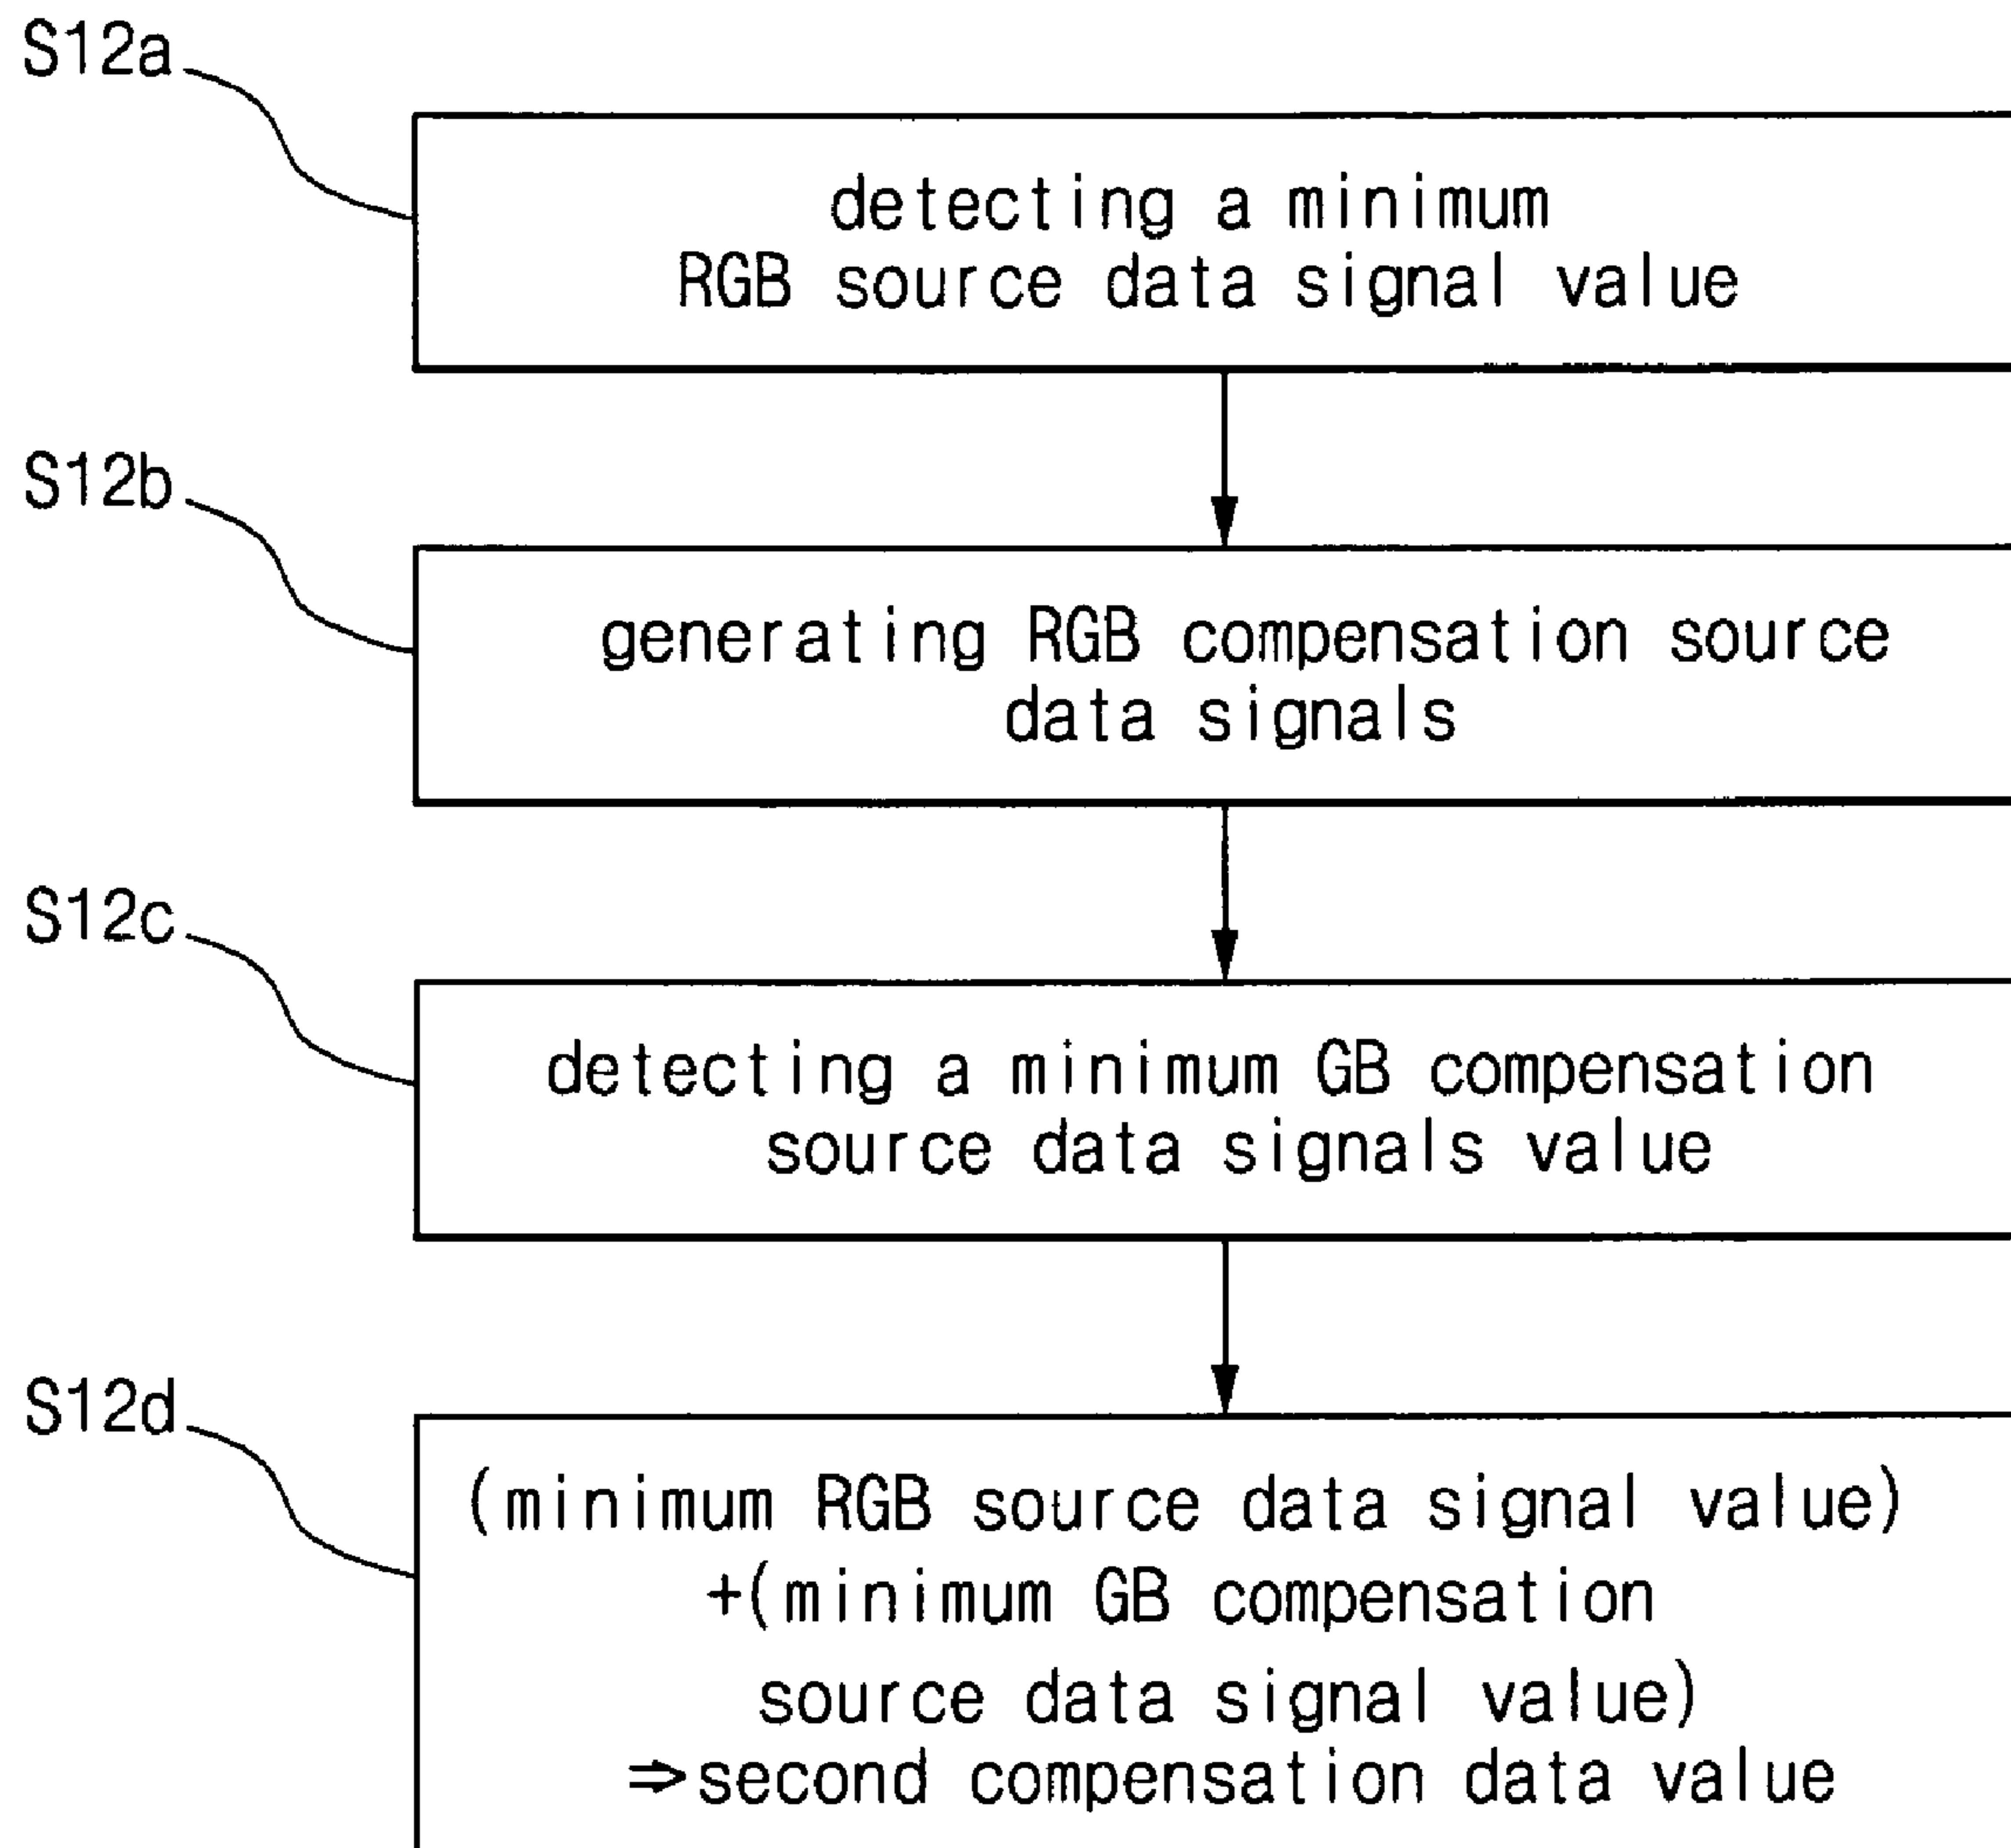 S12a
detecting a minimum
RGB source data signal value
S12b
generating RGB compensation source
data signals
S12c
detecting a minimum GB compensation
source data signals value
S12d
(minimum RGB source data signal value)
+(minimum GB compensation
source data signal value)
⇒second compensation data value